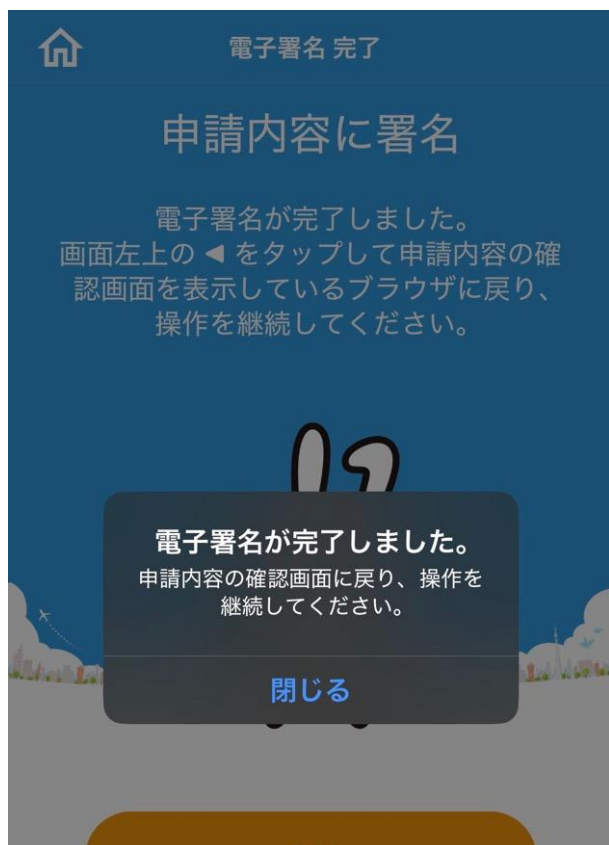 電子署名 完了
申請内容に署名
電子署名が完了しました。
画面左上の ◀ をタップして申請内容の確
認画面を表示しているブラウザに戻り、
操作を継続してください。
電子署名が完了しました。
申請内容の確認画面に戻り、操作を
継続してください。
閉じる